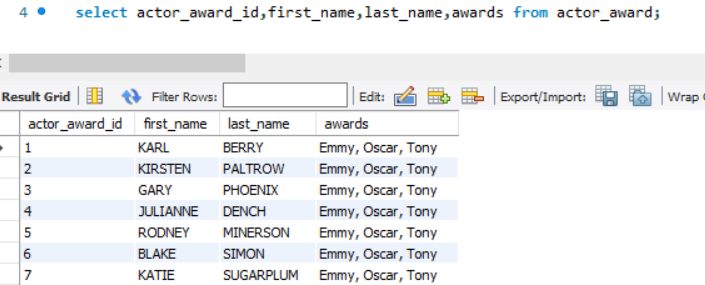 4 select actor_award_id,first_name,last_name,awards from actor_award;
Result Grid Filter Rows: Edit: Export/Import: Wrap
actor_award_id first_name last_name awards
1 KARL BERRY Emmy, Oscar, Tony
2 KIRSTEN PALTROW Emmy, Oscar, Tony
3 GARY PHOENIX Emmy, Oscar, Tony
4 JULIANNE DENCH Emmy, Oscar, Tony
5 RODNEY MINERSON Emmy, Oscar, Tony
6 BLAKE SIMON Emmy, Oscar, Tony
7 KATIE SUGARPLUM Emmy, Oscar, Tony